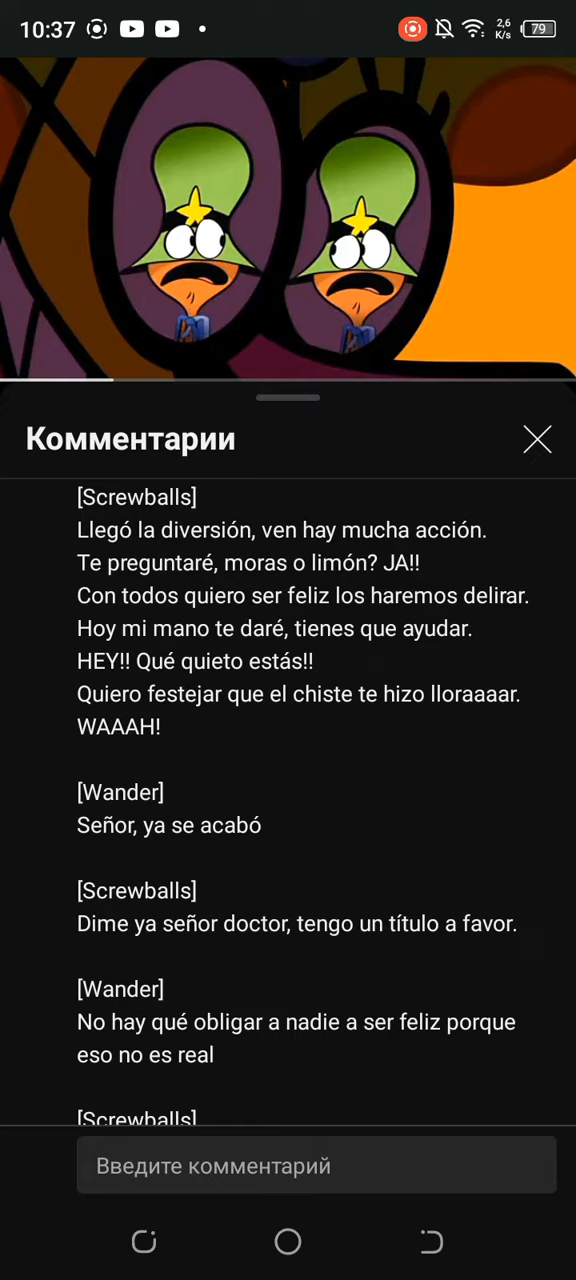 10:37
2,6
K/s
79
Комментарии
[Screwballs]
Llegó la diversión, ven hay mucha acción.
Te preguntaré, moras o limón? JA!!
Con todos quiero ser feliz los haremos delirar.
Hoy mi mano te daré, tienes que ayudar.
HEY!! Qué quieto estás!!
Quiero festejar que el chiste te hizo lloraaaar.
WAAAH!
[Wander]
Señor, ya se acabó
[Screwballs]
Dime ya señor doctor, tengo un título a favor.
[Wander]
No hay qué obligar a nadie a ser feliz porque
eso no es real
[Screwballs]
Введите комментарий